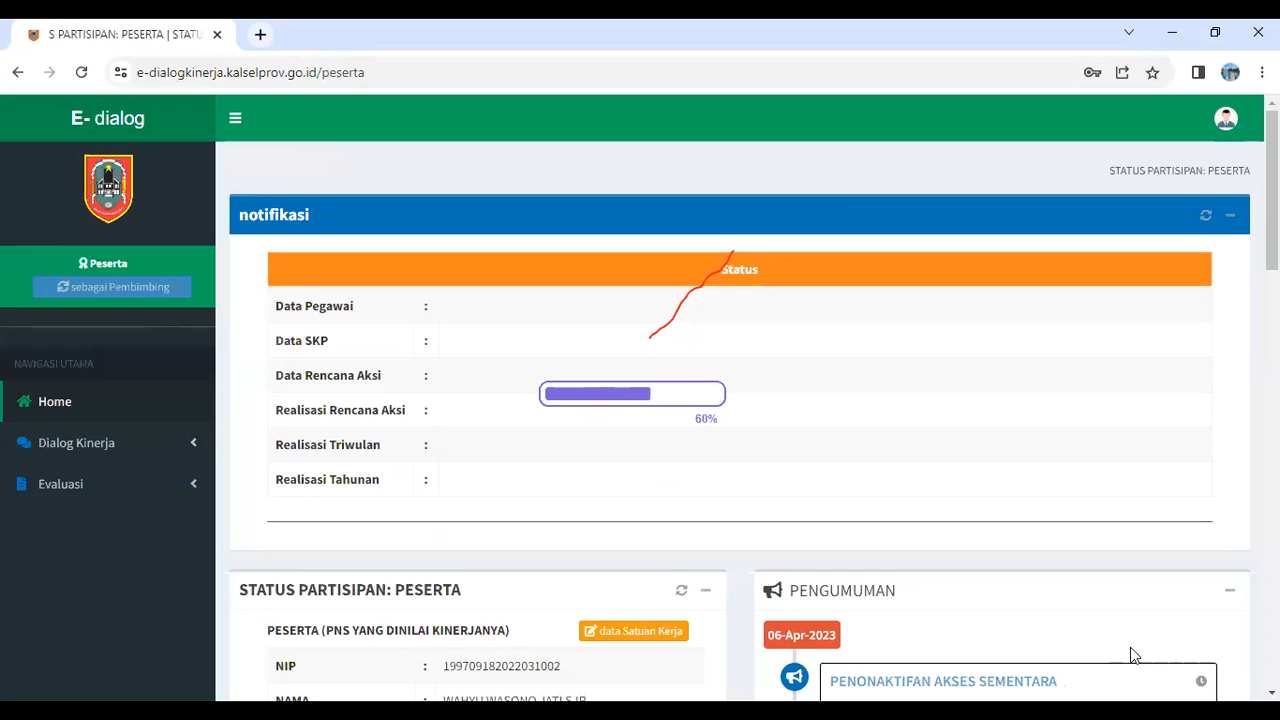 S PARTISIPAN: PESERTA | STATU
e-dialogkinerja.kalselprov.go.id/peserta
E- dialog
STATUS PARTISIPAN: PESERTA
Peserta
sebagai Pembimbing
NAVIGASI UTAMA
Home
Dialog Kinerja
Evaluasi
notifikasi
Status
Data Pegawai :
Data SKP :
Data Rencana Aksi :
Realisasi Rencana Aksi :
60%
Realisasi Triwulan :
Realisasi Tahunan :
STATUS PARTISIPAN: PESERTA
PESERTA (PNS YANG DINILAI KINERJANYA) data Satuan Kerja
NIP : 199709182022031002
NAMA
PENGUMUMAN
06-Apr-2023
PENONAKTIFAN AKSES SEMENTARA